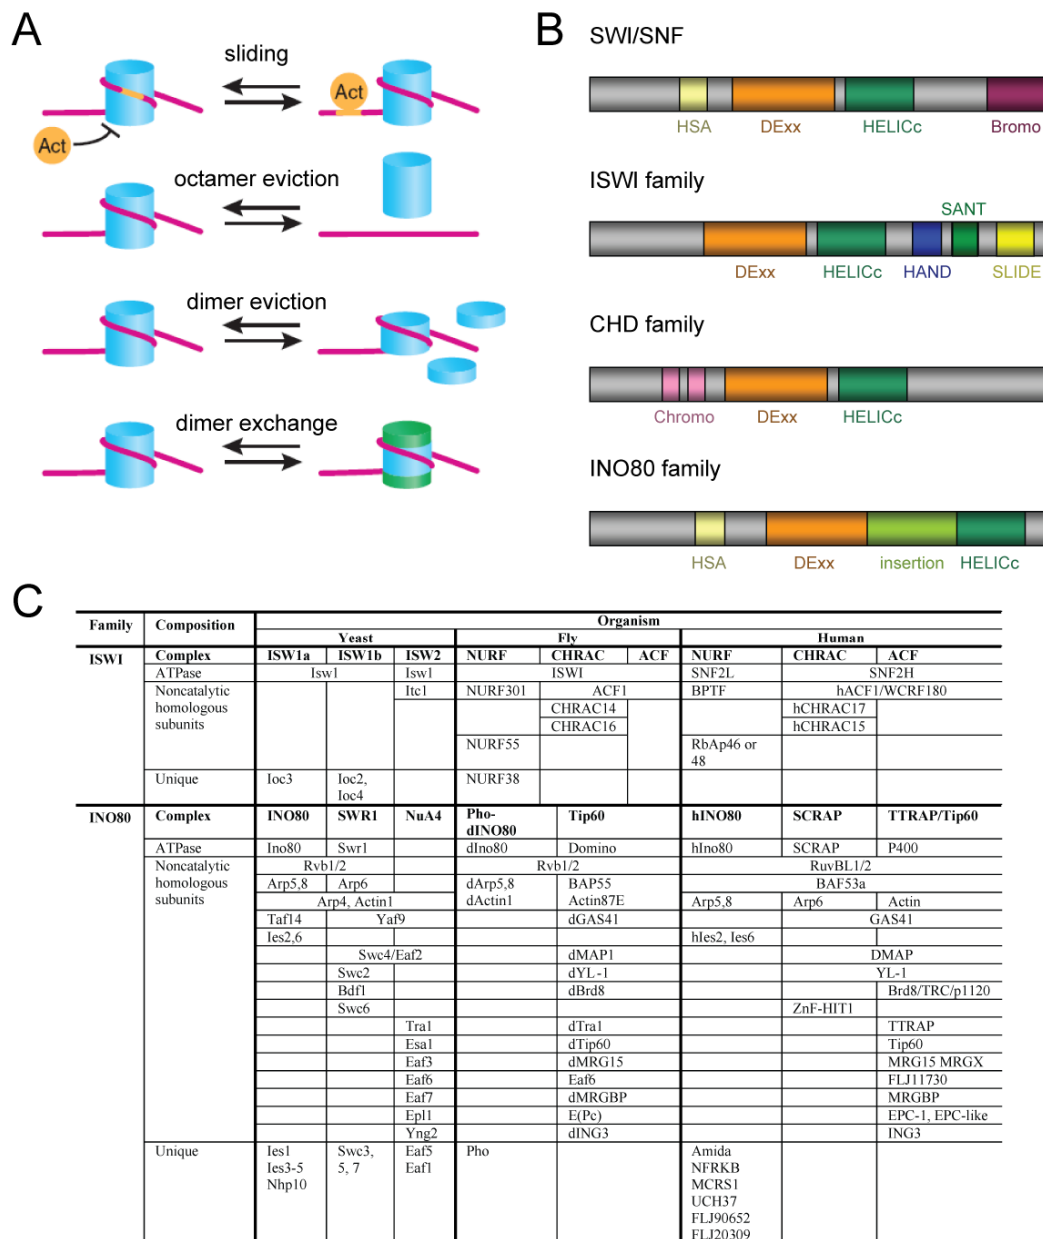 A
sliding
Act
Act
octamer eviction
dimer eviction
dimer exchange
B
SWI/SNF
HSA DExx HELICc Bromo
ISWI family
SANT
DExx HELICc HAND SLIDE
CHD family
Chromo DExx HELICc
INO80 family
HSA DExx insertion HELICc
C
Family Composition Organism
Yeast Fly Human
ISWI Complex ISW1a ISW1b ISW2 NURF CHRAC ACF NURF CHRAC ACF
ATPase Isw1 Isw1 ISWI SNF2L SNF2H
Noncatalytic Itc1 NURF301 ACF1 BPTF hACF1/WCRF180
homologous CHRAC14 hCHRAC17
subunits CHRAC16 hCHRAC15
NURF55 RbAp46 or
48
Unique Ioc3 Ioc2, NURF38
Ioc4
INO80 Complex INO80 SWR1 NuA4 Pho- Tip60 hINO80 SCRAP TTRAP/Tip60
dINO80
ATPase Ino80 Swr1 dIno80 Domino hIno80 SCRAP P400
Noncatalytic Rvb1/2 Rvb1/2 RuvBL1/2
homologous Arp5,8 Arp6 dArp5,8 BAP55 BAF53a
subunits Arp4, Actin1 dActin1 Actin87E Arp5,8 Arp6 Actin
Taf14 Yaf9 dGAS41 GAS41
Ies2,6 hIes2, Ies6
Swc4/Eaf2 dMAP1 DMAP
Swc2 dYL-1 YL-1
Bdf1 dBrd8 Brd8/TRC/p1120
Swc6 ZnF-HIT1
Tra1 dTra1 TTRAP
Esa1 dTip60 Tip60
Eaf3 dMRG15 MRG15 MRGX
Eaf6 Eaf6 FLJ11730
Eaf7 dMRGBP MRGBP
Epl1 E(Pc) EPC-1, EPC-like
Yng2 dING3 ING3
Unique Ies1 Swc3, Eaf5 Pho Amida
Ies3-5 5, 7 Eaf1 NFRKB
Nhp10 MCRS1
UCH37
FLJ90652
FLJ20309